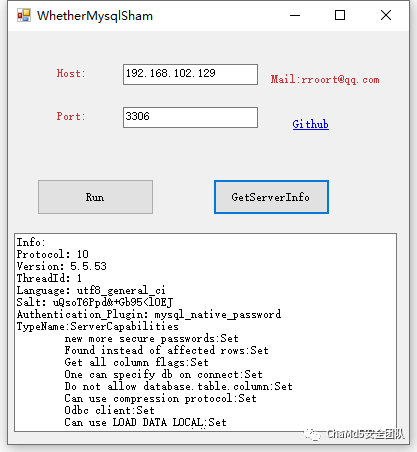 WhetherMysqlSham
Host:
192.168.102.129
Mail:rroort@qq.com
Port:
3306
Github
Run
GetServerInfo
Info:
Protocol: 10
Version: 5.5.53
ThreadId: 1
Language: utf8_general_ci
Salt: uQsoT6Ppd&+Gb95<lOEJ
Authentication_Plugin: mysql_native_password
TypeName:ServerCapabilities
new more secure passwords:Set
Found instead of affected rows:Set
Get all column flags:Set
One can specify db on connect:Set
Do not allow database.table.column:Set
Can use compression protocol:Set
Odbc client:Set
Can use LOAD DATA LOCAL:Set
ChaMd5安全团队